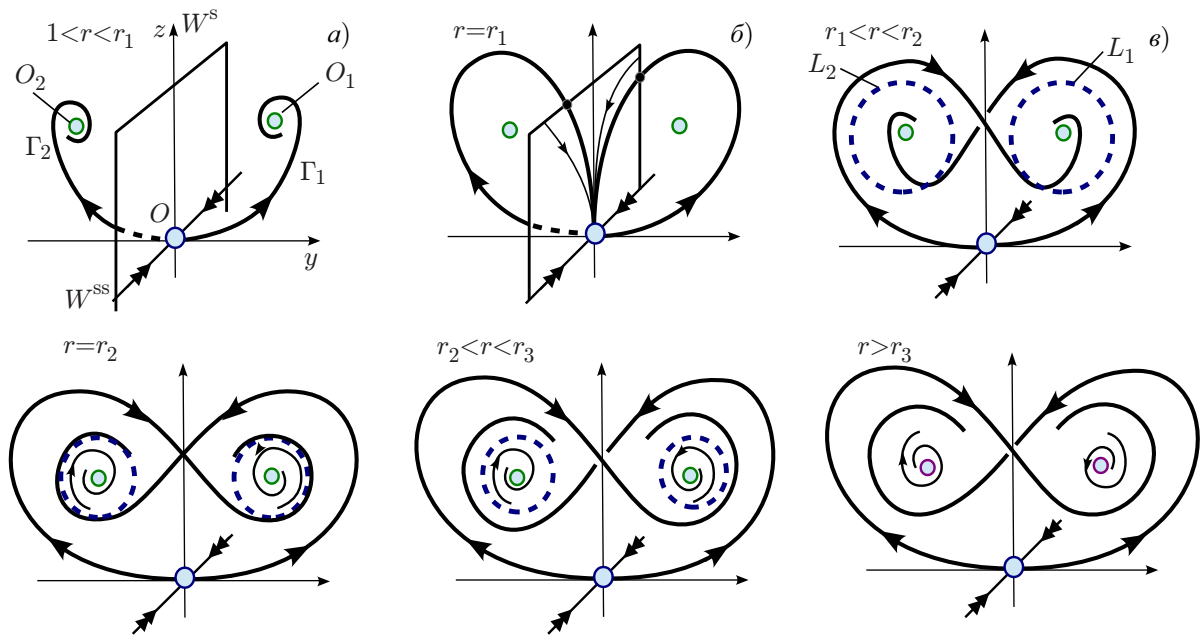 1<r<r₁
z
Wˢ
а)
O₂
O₁
Γ₂
Γ₁
O
y
Wˢˢ
r=r₁
б)
r₁<r<r₂
в)
L₂
L₁
r=r₂
r₂<r<r₃
r>r₃